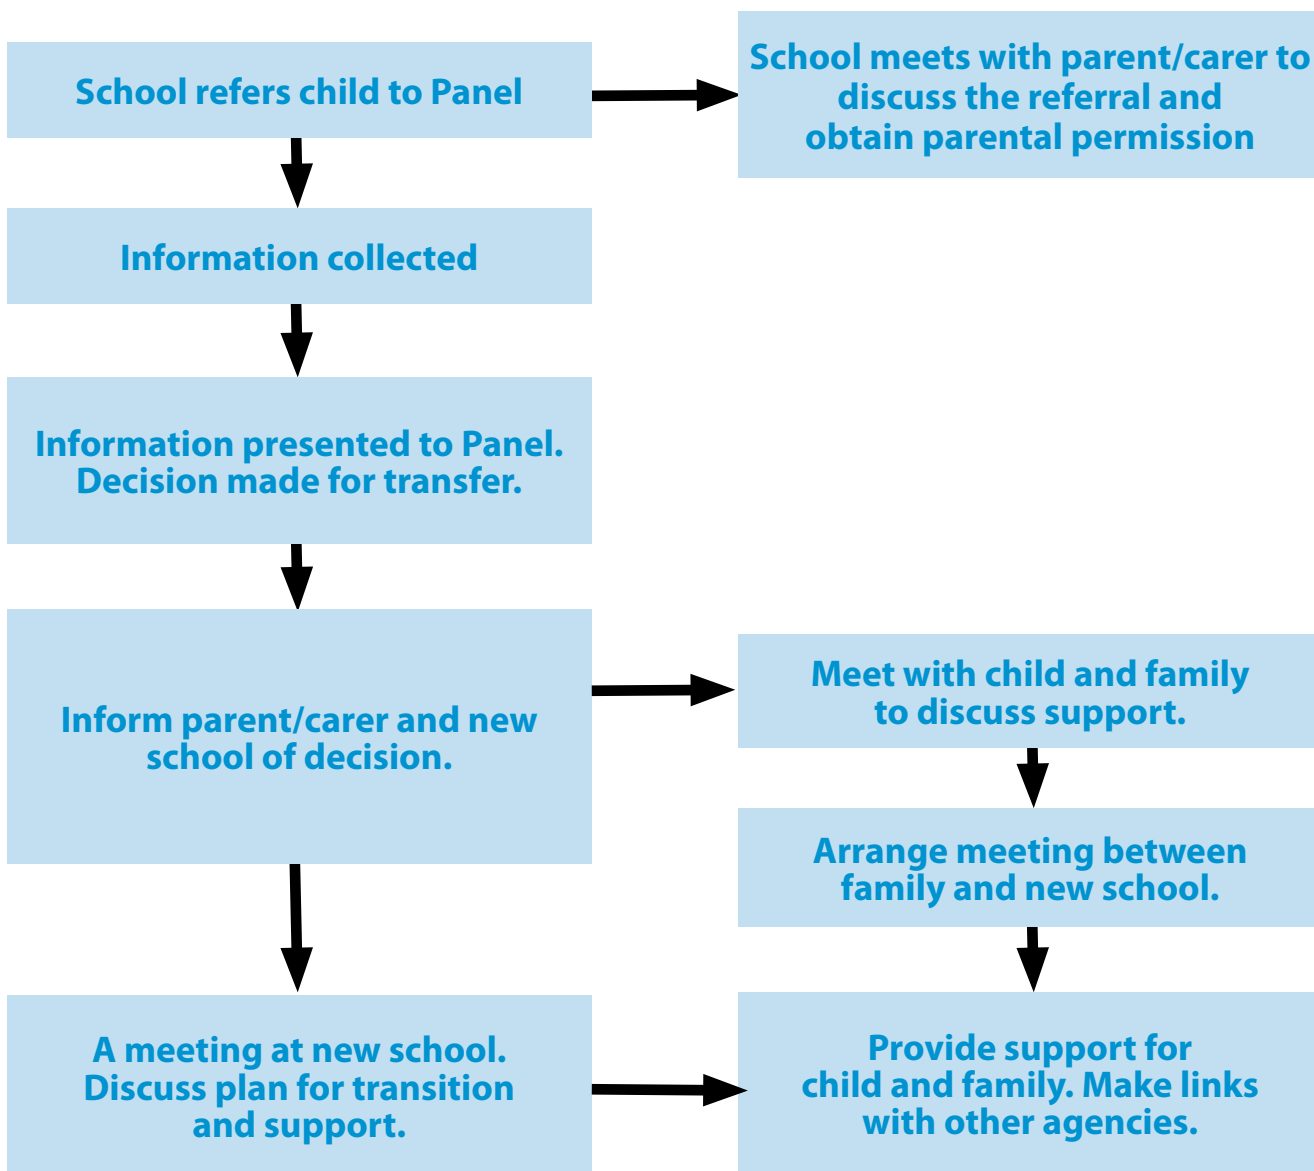 School refers child to Panel
School meets with parent/carer to
discuss the referral and
obtain parental permission
Information collected
Information presented to Panel.
Decision made for transfer.
Inform parent/carer and new
school of decision.
Meet with child and family
to discuss support.
Arrange meeting between
family and new school.
A meeting at new school.
Discuss plan for transition
and support.
Provide support for
child and family. Make links
with other agencies.